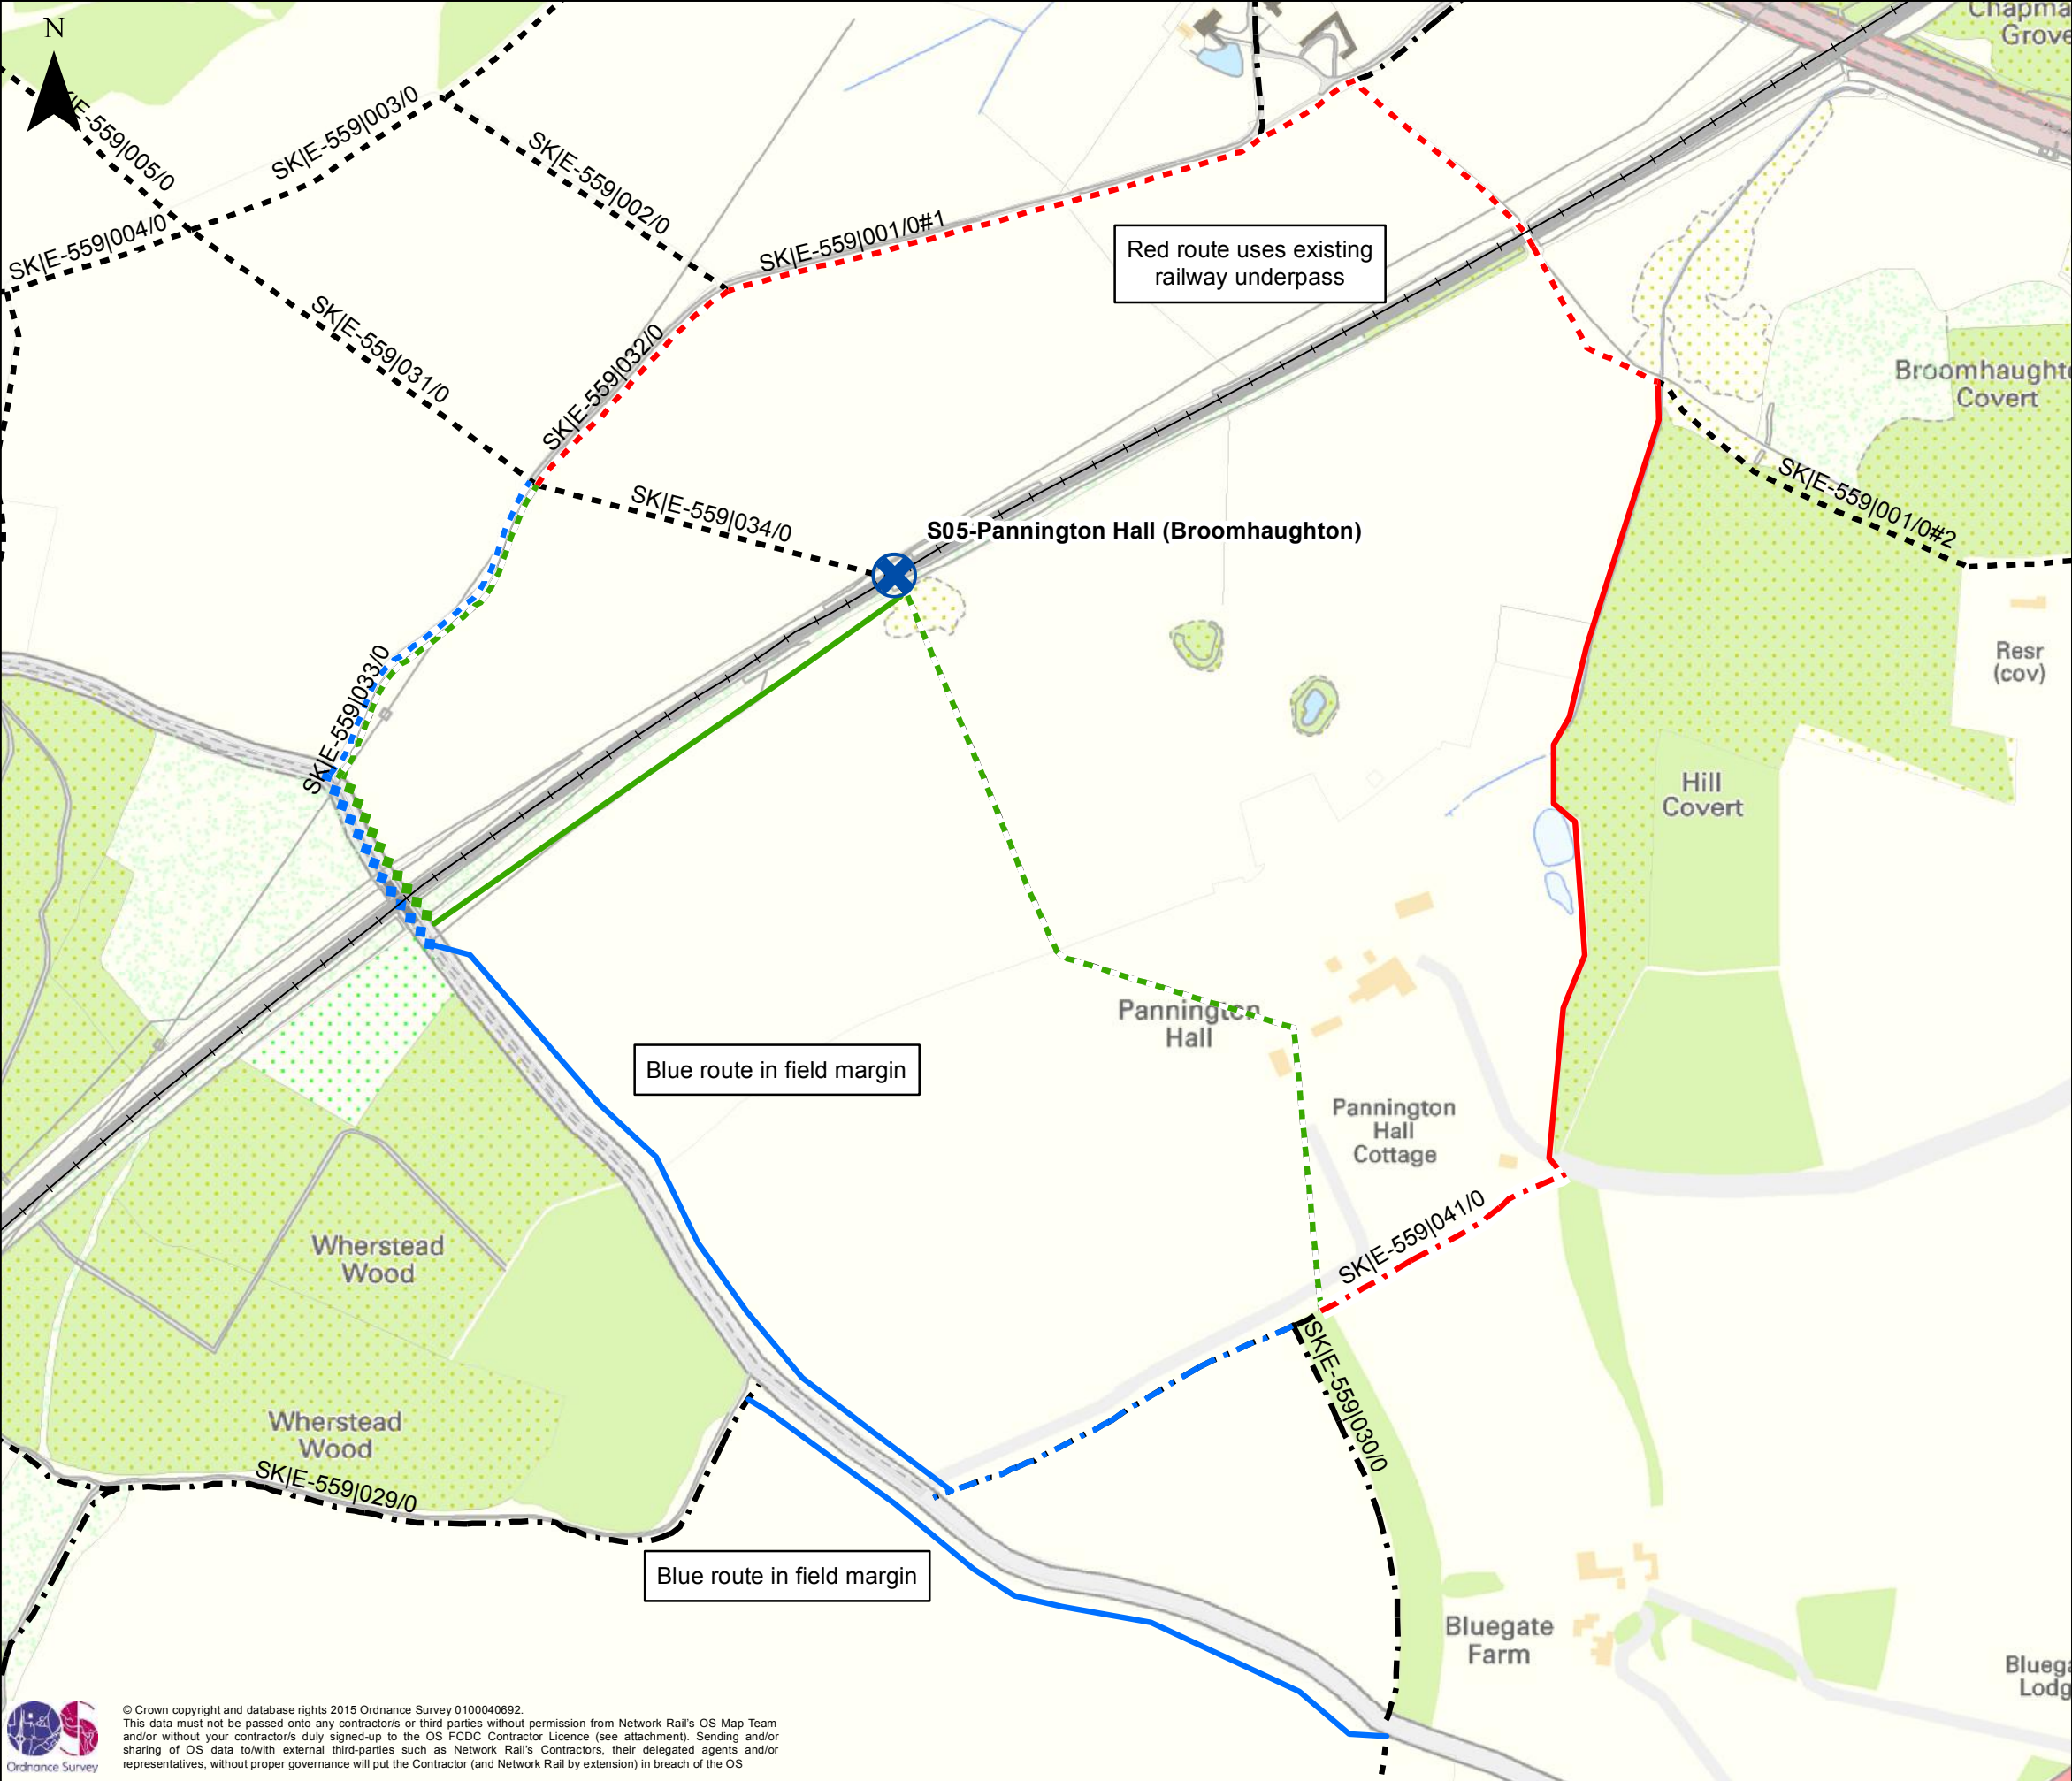 N
Chapma
Grove
SK|E-559|003/0
E-559|005/0
SK|E-559|002/0
SK|E-559|004/0
SK|E-559|001/0#1
Red route uses existing
railway underpass
SK|E-559|031/0
SK|E-559|032/0
Broomhaught
Covert
SK|E-559|034/0
SK|E-559|001/0#2
S05-Pannington Hall (Broomhaughton)
SK|E-559|033/0
Resr
(cov)
Hill
Covert
Pannington
Hall
Blue route in field margin
Pannington
Hall
Cottage
SK|E-559|041/0
Wherstead
Wood
SK|E-559|030/0
Wherstead
Wood
SK|E-559|029/0
Blue route in field margin
Bluegate
Farm
Blueg
Lodg
Ordnance Survey
© Crown copyright and database rights 2015 Ordnance Survey 0100040692.
This data must not be passed onto any contractor/s or third parties without permission from Network Rail's OS Map Team
and/or without your contractor/s duly signed-up to the OS FCDC Contractor Licence (see attachment). Sending and/or
sharing of OS data to/with external third-parties such as Network Rail's Contractors, their delegated agents and/or
representatives, without proper governance will put the Contractor (and Network Rail by extension) in breach of the OS